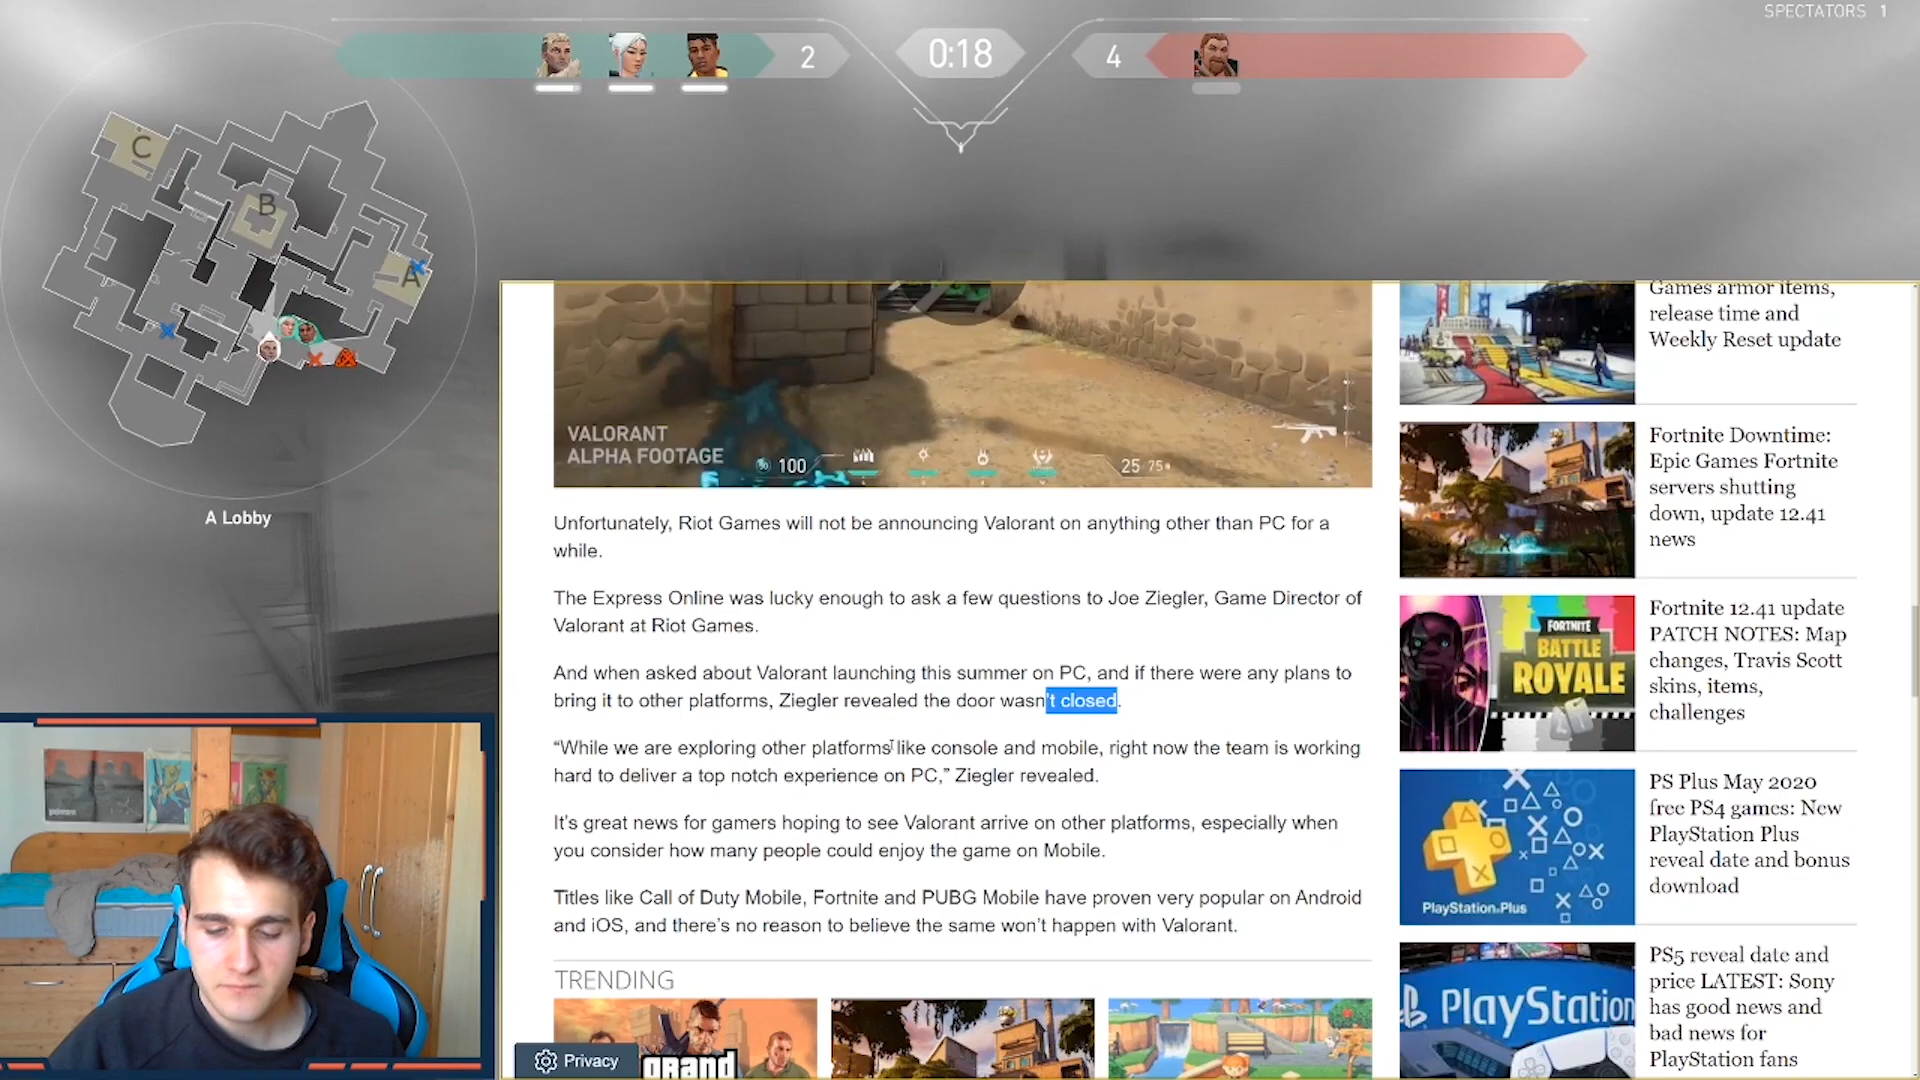 SPECTATORS 1
2
0:18
4
C
B
A
A Lobby
VALORANT
ALPHA FOOTAGE
100
25 75
Unfortunately, Riot Games will not be announcing Valorant on anything other than PC for a
while.
The Express Online was lucky enough to ask a few questions to Joe Ziegler, Game Director of
Valorant at Riot Games.
And when asked about Valorant launching this summer on PC, and if there were any plans to
bring it to other platforms, Ziegler revealed the door wasn't closed.
“While we are exploring other platforms like console and mobile, right now the team is working
hard to deliver a top notch experience on PC,” Ziegler revealed.
It's great news for gamers hoping to see Valorant arrive on other platforms, especially when
you consider how many people could enjoy the game on Mobile.
Titles like Call of Duty Mobile, Fortnite and PUBG Mobile have proven very popular on Android
and iOS, and there's no reason to believe the same won't happen with Valorant.
TRENDING
GRAND
Privacy
Games armor items,
release time and
Weekly Reset update
Fortnite Downtime:
Epic Games Fortnite
servers shutting
down, update 12.41
news
FORTNITE
BATTLE
ROYALE
Fortnite 12.41 update
PATCH NOTES: Map
changes, Travis Scott
skins, items,
challenges
PlayStation Plus
PS Plus May 2020
free PS4 games: New
PlayStation Plus
reveal date and bonus
download
PlayStation
PS5 reveal date and
price LATEST: Sony
has good news and
bad news for
PlayStation fans